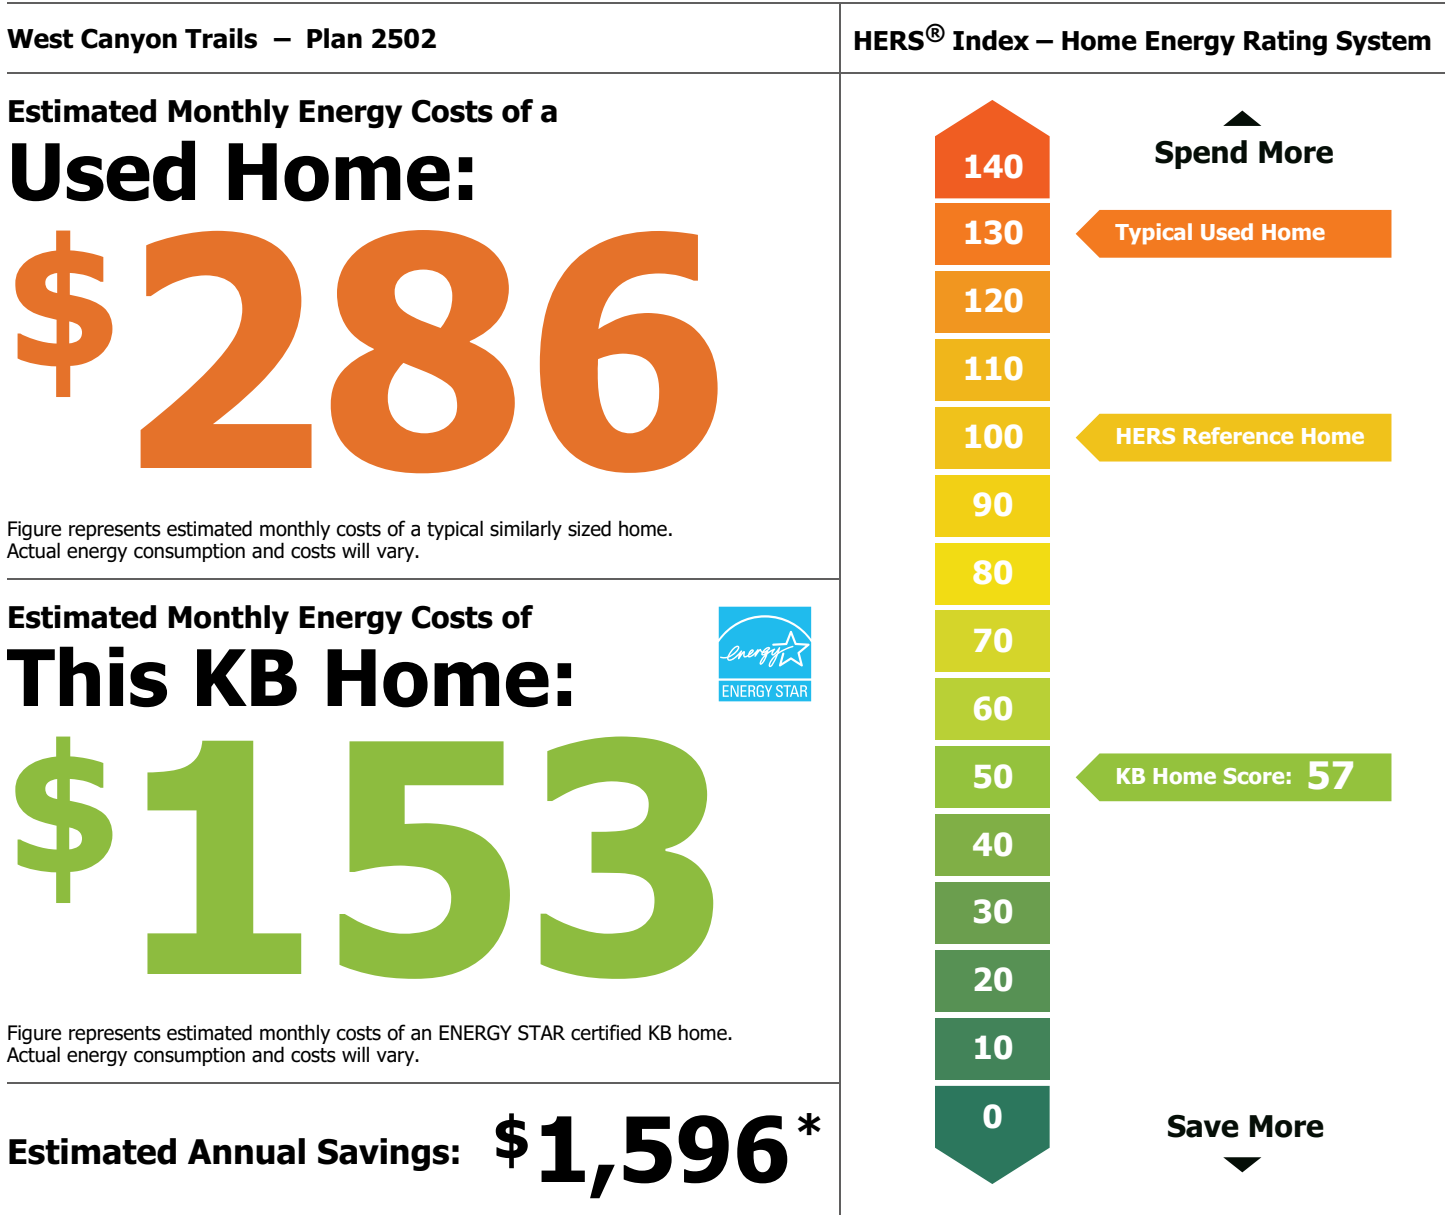 West Canyon Trails – Plan 2502
Estimated Monthly Energy Costs of a
Used Home:
$286
Figure represents estimated monthly costs of a typical similarly sized home.
Actual energy consumption and costs will vary.
Estimated Monthly Energy Costs of
This KB Home:
energy
ENERGY STAR
$153
Figure represents estimated monthly costs of an ENERGY STAR certified KB home.
Actual energy consumption and costs will vary.
Estimated Annual Savings: $1,596*
HERS® Index – Home Energy Rating System
Spend More
140
130 Typical Used Home
120
110
100 HERS Reference Home
90
80
70
60
50 KB Home Score: 57
40
30
20
10
0
Save More